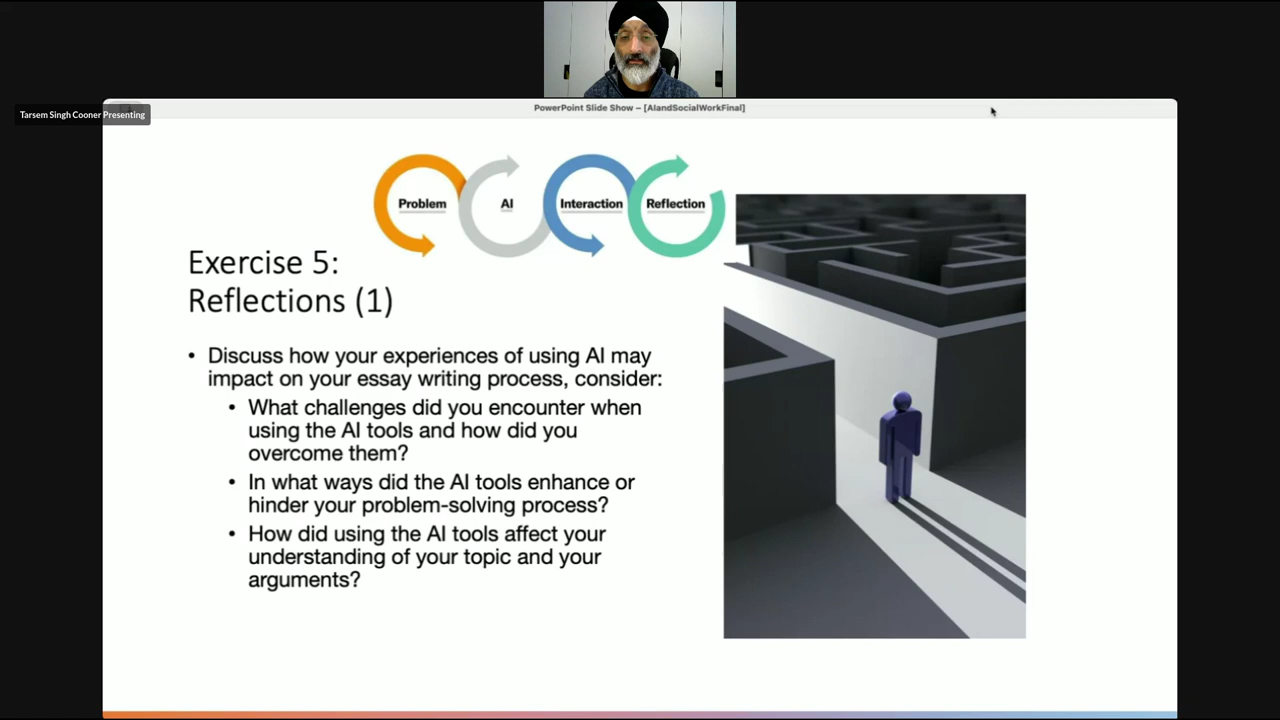 PowerPoint Slide Show – [AIandSocialWorkFinal]
Tarsem Singh Cooner Presenting
Problem
AI
Interaction
Reflection
Exercise 5:
Reflections (1)
• Discuss how your experiences of using AI may
impact on your essay writing process, consider:
• What challenges did you encounter when
using the AI tools and how did you
overcome them?
• In what ways did the AI tools enhance or
hinder your problem-solving process?
• How did using the AI tools affect your
understanding of your topic and your
arguments?